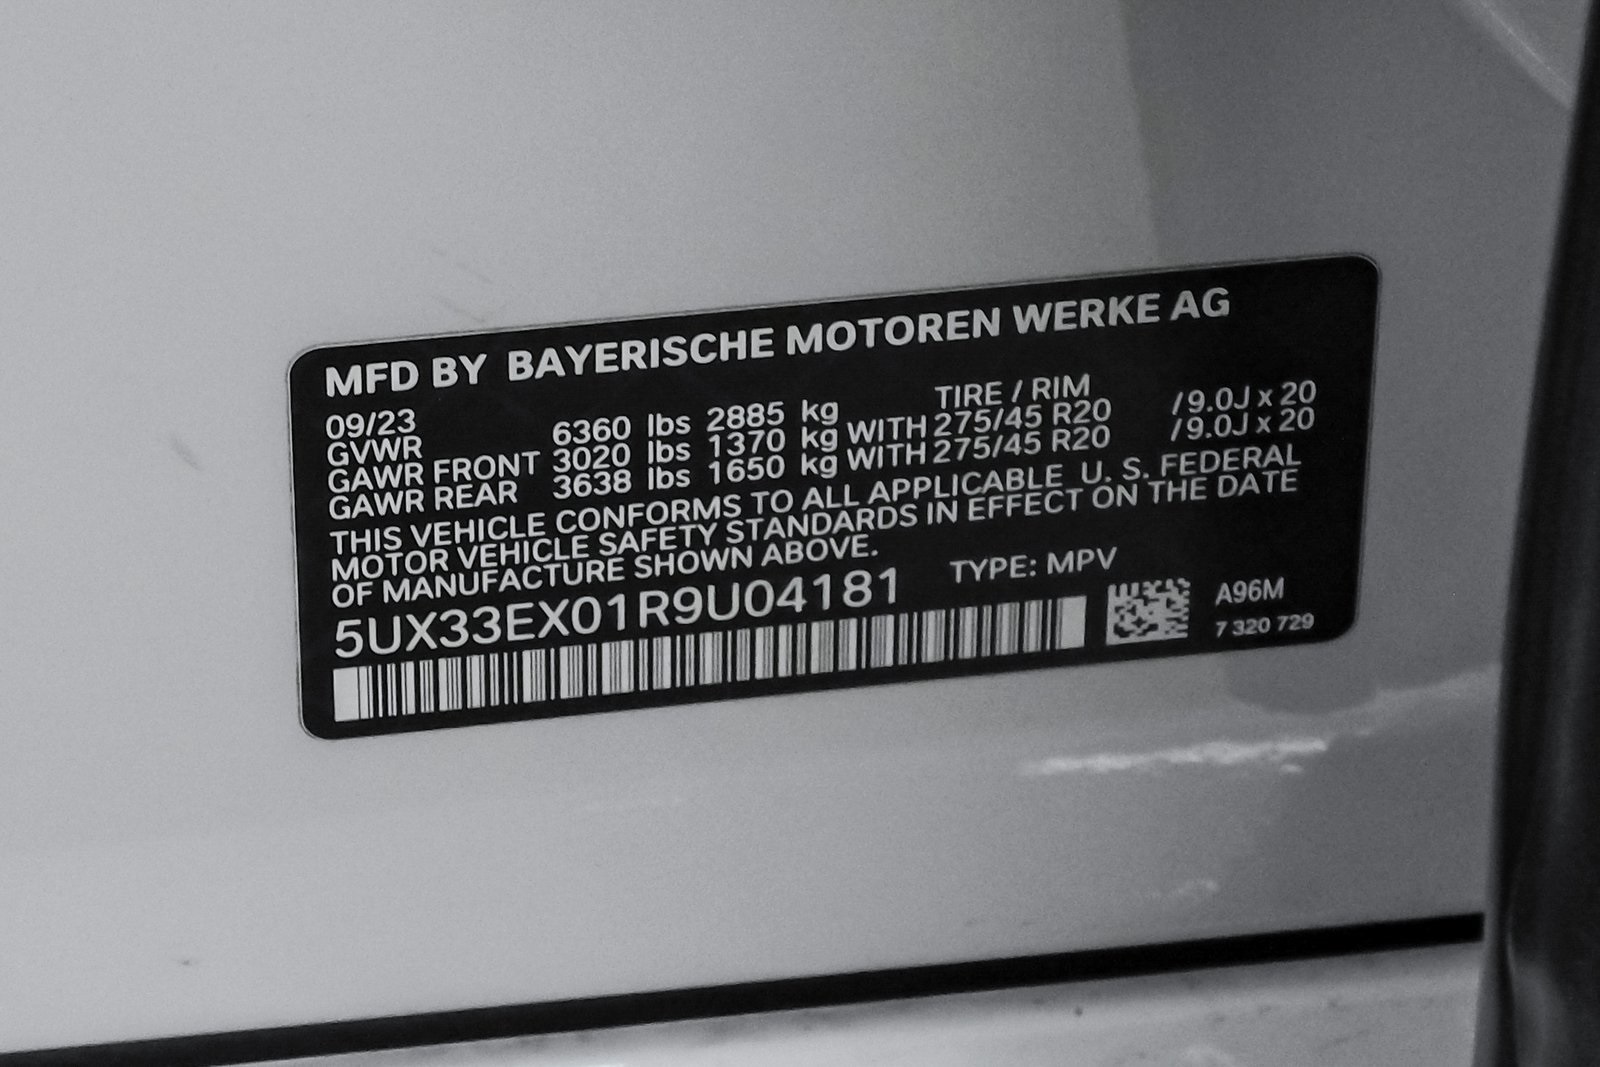 MFD BY BAYERISCHE MOTOREN WERKE AG
09/23 TIRE / RIM
GVWR 6360 lbs 2885 kg
GAWR FRONT 3020 lbs 1370 kg WITH 275/45 R20 /9.0J x 20
GAWR REAR 3638 lbs 1650 kg WITH 275/45 R20 /9.0J x 20
THIS VEHICLE CONFORMS TO ALL APPLICABLE U. S. FEDERAL
MOTOR VEHICLE SAFETY STANDARDS IN EFFECT ON THE DATE
OF MANUFACTURE SHOWN ABOVE.
5UX33EX01R9U04181 TYPE: MPV
A96M
7 320 729